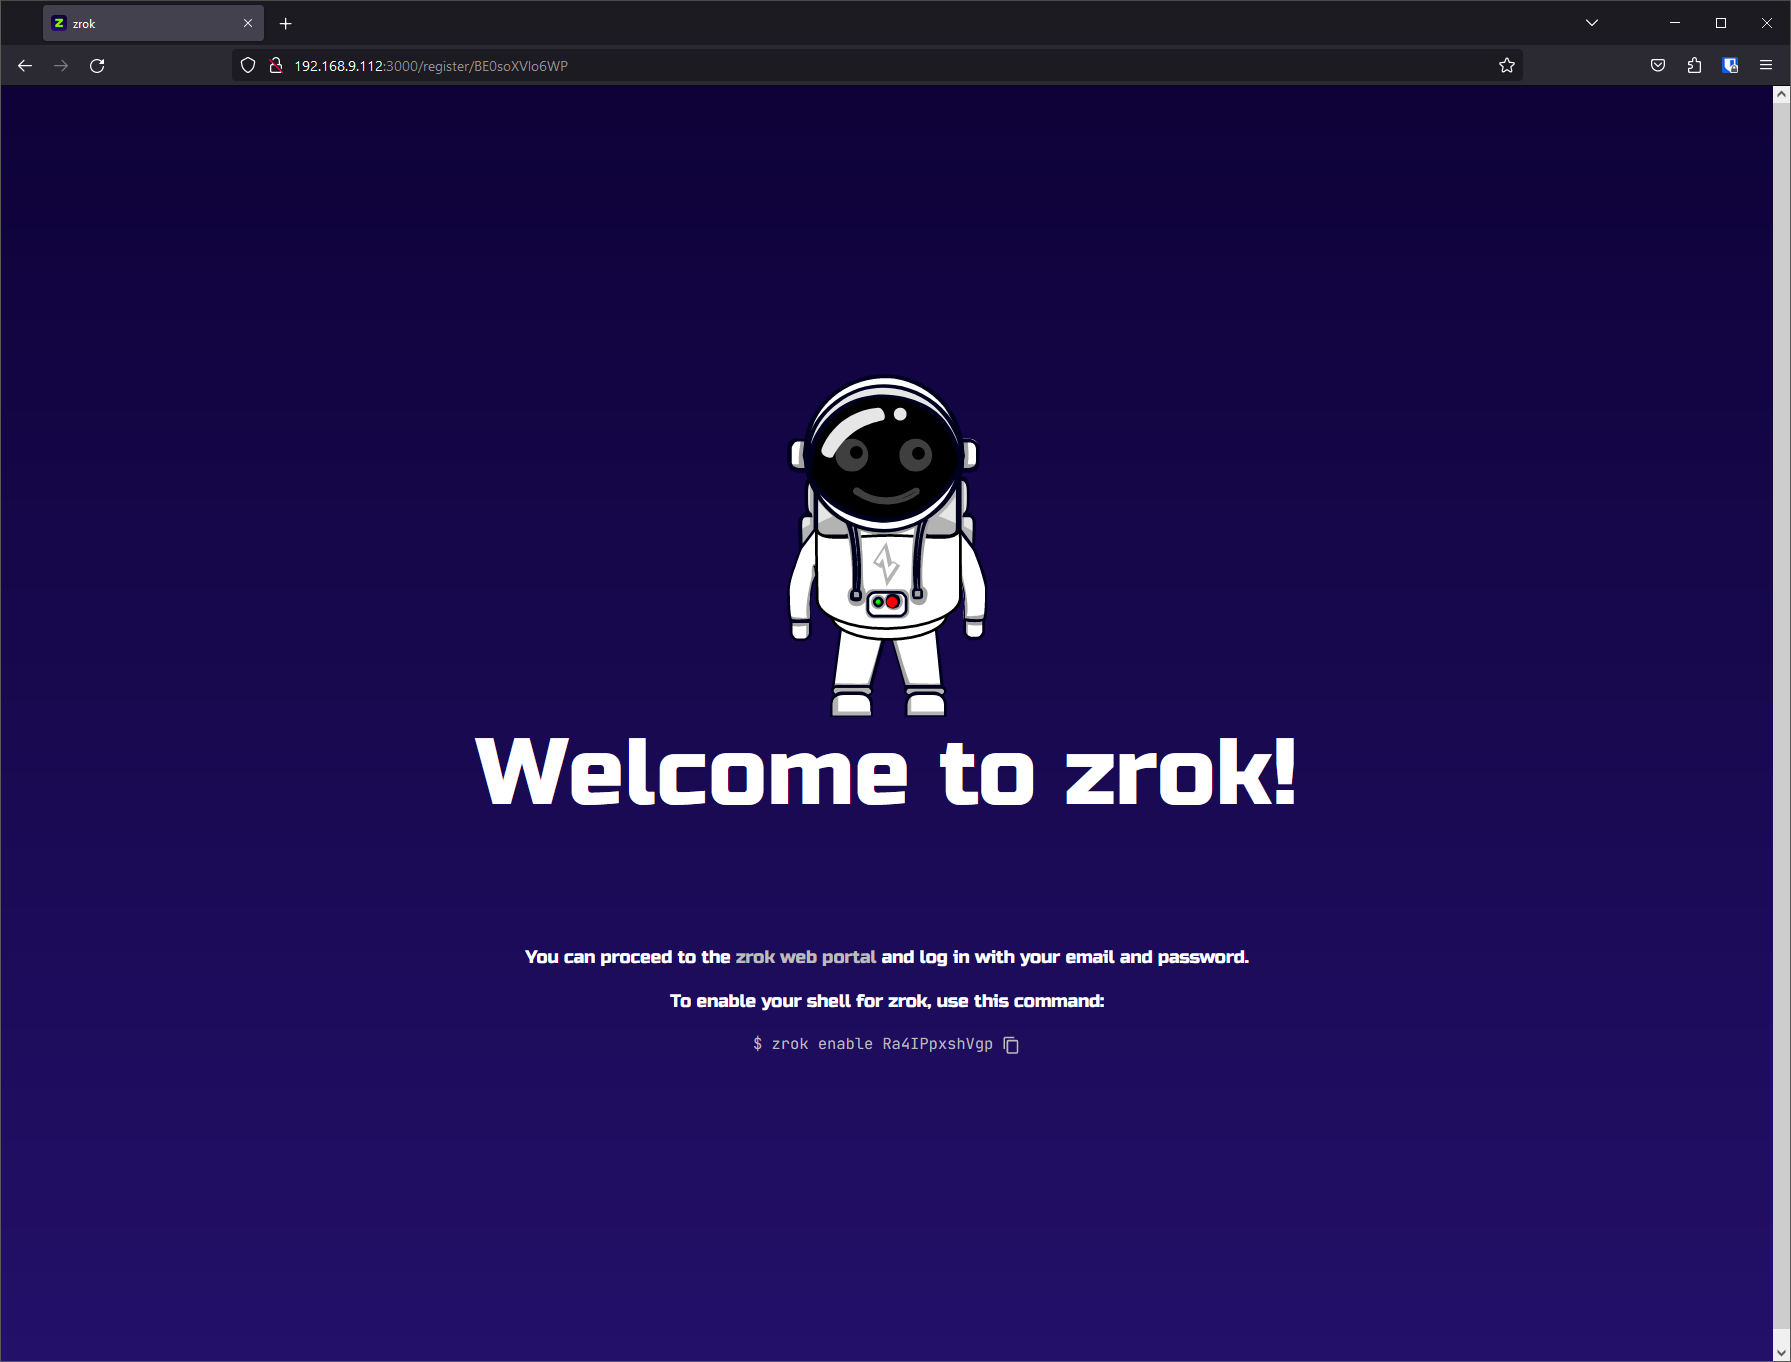 zrok
192.168.9.112:3000/register/BE0soXVlo6WP
Welcome to zrok!
You can proceed to the zrok web portal and log in with your email and password.
To enable your shell for zrok, use this command:
$ zrok enable Ra4IPpxshVgp